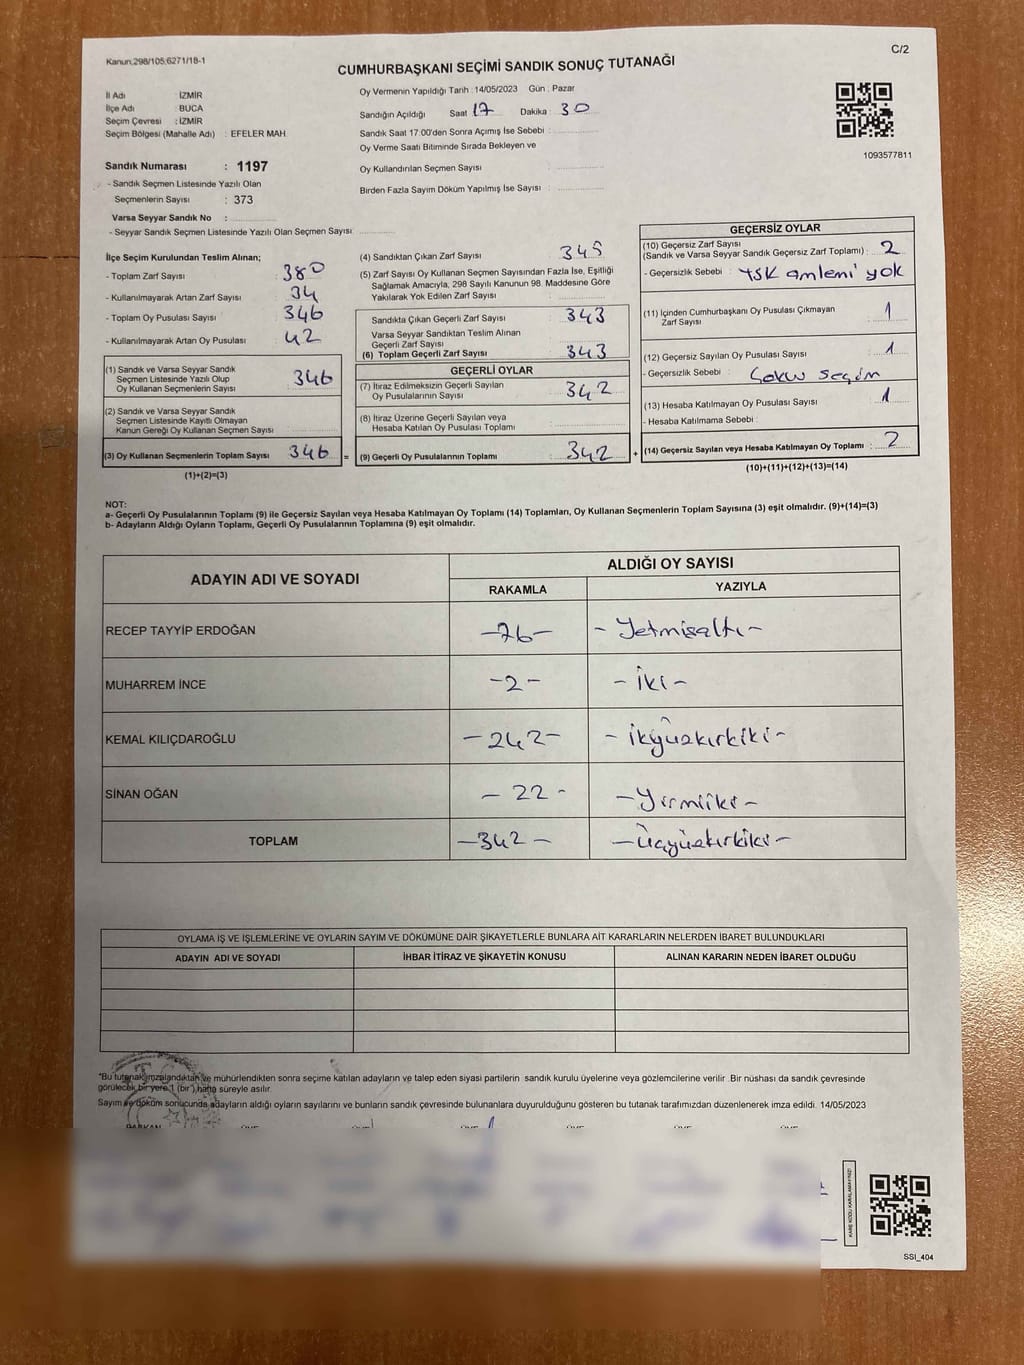 Kanun,298/105;6271/18-1
C/2
CUMHURBAŞKANI SEÇİMİ SANDIK SONUÇ TUTANAĞI
İl Adı : İZMİR
İlçe Adı : BUCA
Seçim Çevresi : İZMİR
Seçim Bölgesi (Mahalle Adı) : EFELER MAH
Sandık Numarası : 1197
- Sandık Seçmen Listesinde Yazılı Olan
Seçmenlerin Sayısı : 373
Varsa Seyyar Sandık No :
- Seyyar Sandık Seçmen Listesinde Yazılı Olan Seçmen Sayısı:
Oy Vermenin Yapıldığı Tarih : 14/05/2023 Gün : Pazar
Sandığın Açıldığı Saat 17 Dakika : 30
Sandık Saat 17:00'den Sonra Açımış İse Sebebi :
Oy Verme Saati Bitiminde Sırada Bekleyen ve
Oy Kullandırılan Seçmen Sayısı :
Birden Fazla Sayım Döküm Yapılmış İse Sayısı :
1093577811
İlçe Seçim Kurulundan Teslim Alınan;
- Toplam Zarf Sayısı : 380
- Kullanılmayarak Artan Zarf Sayısı : 34
- Toplam Oy Pusulası Sayısı : 346
- Kullanılmayarak Artan Oy Pusulası : 42
(1) Sandık ve Varsa Seyyar Sandık
Seçmen Listesinde Yazılı Olup
Oy Kullanan Seçmenlerin Sayısı : 346
(2) Sandık ve Varsa Seyyar Sandık
Seçmen Listesinde Kayıtlı Olmayan
Kanun Gereği Oy Kullanan Seçmen Sayısı :
(3) Oy Kullanan Seçmenlerin Toplam Sayısı : 346 =
(1)+(2)=(3)
(4) Sandıktan Çıkan Zarf Sayısı : 345
(5) Zarf Sayısı Oy Kullanan Seçmen Sayısından Fazla İse, Eşitliği
Sağlamak Amacıyla, 298 Sayılı Kanunun 98. Maddesine Göre
Yakılarak Yok Edilen Zarf Sayısı :
Sandıkta Çıkan Geçerli Zarf Sayısı : 343
Varsa Seyyar Sandıktan Teslim Alınan
Geçerli Zarf Sayısı :
(6) Toplam Geçerli Zarf Sayısı : 343
GEÇERLİ OYLAR
(7) İtiraz Edilmeksizin Geçerli Sayılan
Oy Pusulalarının Sayısı : 342
(8) İtiraz Üzerine Geçerli Sayılan veya
Hesaba Katılan Oy Pusulası Toplamı :
(9) Geçerli Oy Pusulalarının Toplamı : 342 +
GEÇERSİZ OYLAR
(10) Geçersiz Zarf Sayısı
(Sandık ve Varsa Seyyar Sandık Geçersiz Zarf Toplamı) : 2
- Geçersizlik Sebebi : YSK amlemi yok
(11) İçinden Cumhurbaşkanı Oy Pusulası Çıkmayan
Zarf Sayısı : 1
(12) Geçersiz Sayılan Oy Pusulası Sayısı : 1
- Geçersizlik Sebebi : seçim
(13) Hesaba Katılmayan Oy Pusulası Sayısı : 1
- Hesaba Katılmama Sebebi :
(14) Geçersiz Sayılan veya Hesaba Katılmayan Oy Toplamı : 2
(10)+(11)+(12)+(13)=(14)
NOT:
a- Geçerli Oy Pusulalarının Toplamı (9) ile Geçersiz Sayılan veya Hesaba Katılmayan Oy Toplamı (14) Toplamları, Oy Kullanan Seçmenlerin Toplam Sayısına (3) eşit olmalıdır. (9)+(14)=(3)
b- Adayların Aldığı Oyların Toplamı, Geçerli Oy Pusulalarının Toplamına (9) eşit olmalıdır.
ADAYIN ADI VE SOYADI
ALDIĞI OY SAYISI
RAKAMLA YAZIYLA
RECEP TAYYİP ERDOĞAN -76- - Yetmişaltı -
MUHARREM İNCE -2- - iki -
KEMAL KILIÇDAROĞLU -242- - ikiyüzkırkiki -
SİNAN OĞAN - 22 - - Yirmiiki -
TOPLAM -342- - Üçyüzkırkiki -
OYLAMA İŞ VE İŞLEMLERİNE VE OYLARIN SAYIM VE DÖKÜMÜNE DAİR ŞİKAYETLERLE BUNLARA AİT KARARLARIN NELERDEN İBARET BULUNDUKLARI
ADAYIN ADI VE SOYADI İHBAR İTİRAZ VE ŞİKAYETİN KONUSU ALINAN KARARIN NEDEN İBARET OLDUĞU
*Bu tutanak imzalandıktan ve mühürlendikten sonra seçime katılan adayların ve talep eden siyasi partilerin sandık kurulu üyelerine veya gözlemcilerine verilir .Bir nüshası da sandık çevresinde
görülecek bir yere 1 (bir ) hafta süreyle asılır.
Sayım ve döküm sonucunda adayların aldığı oyların sayılarını ve bunların sandık çevresinde bulunanlara duyurulduğunu gösteren bu tutanak tarafımızdan düzenlenerek imza edildi. 14/05/2023
BAŞKAN ÜYE ÜYE ÜYE ÜYE ÜYE ÜYE
KARE KODU KARALAMAYINIZ!
SSI_404